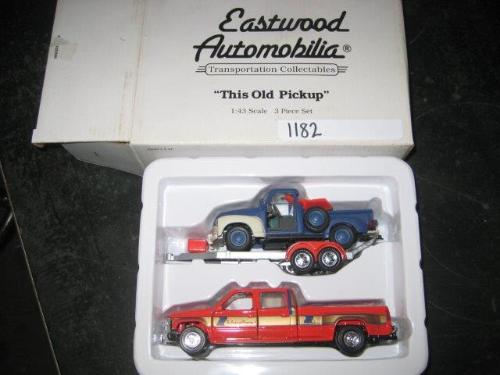 Eastwood
Automobilia®
Transportation Collectables
"This Old Pickup"
1:43 Scale 3 Piece Set
1182